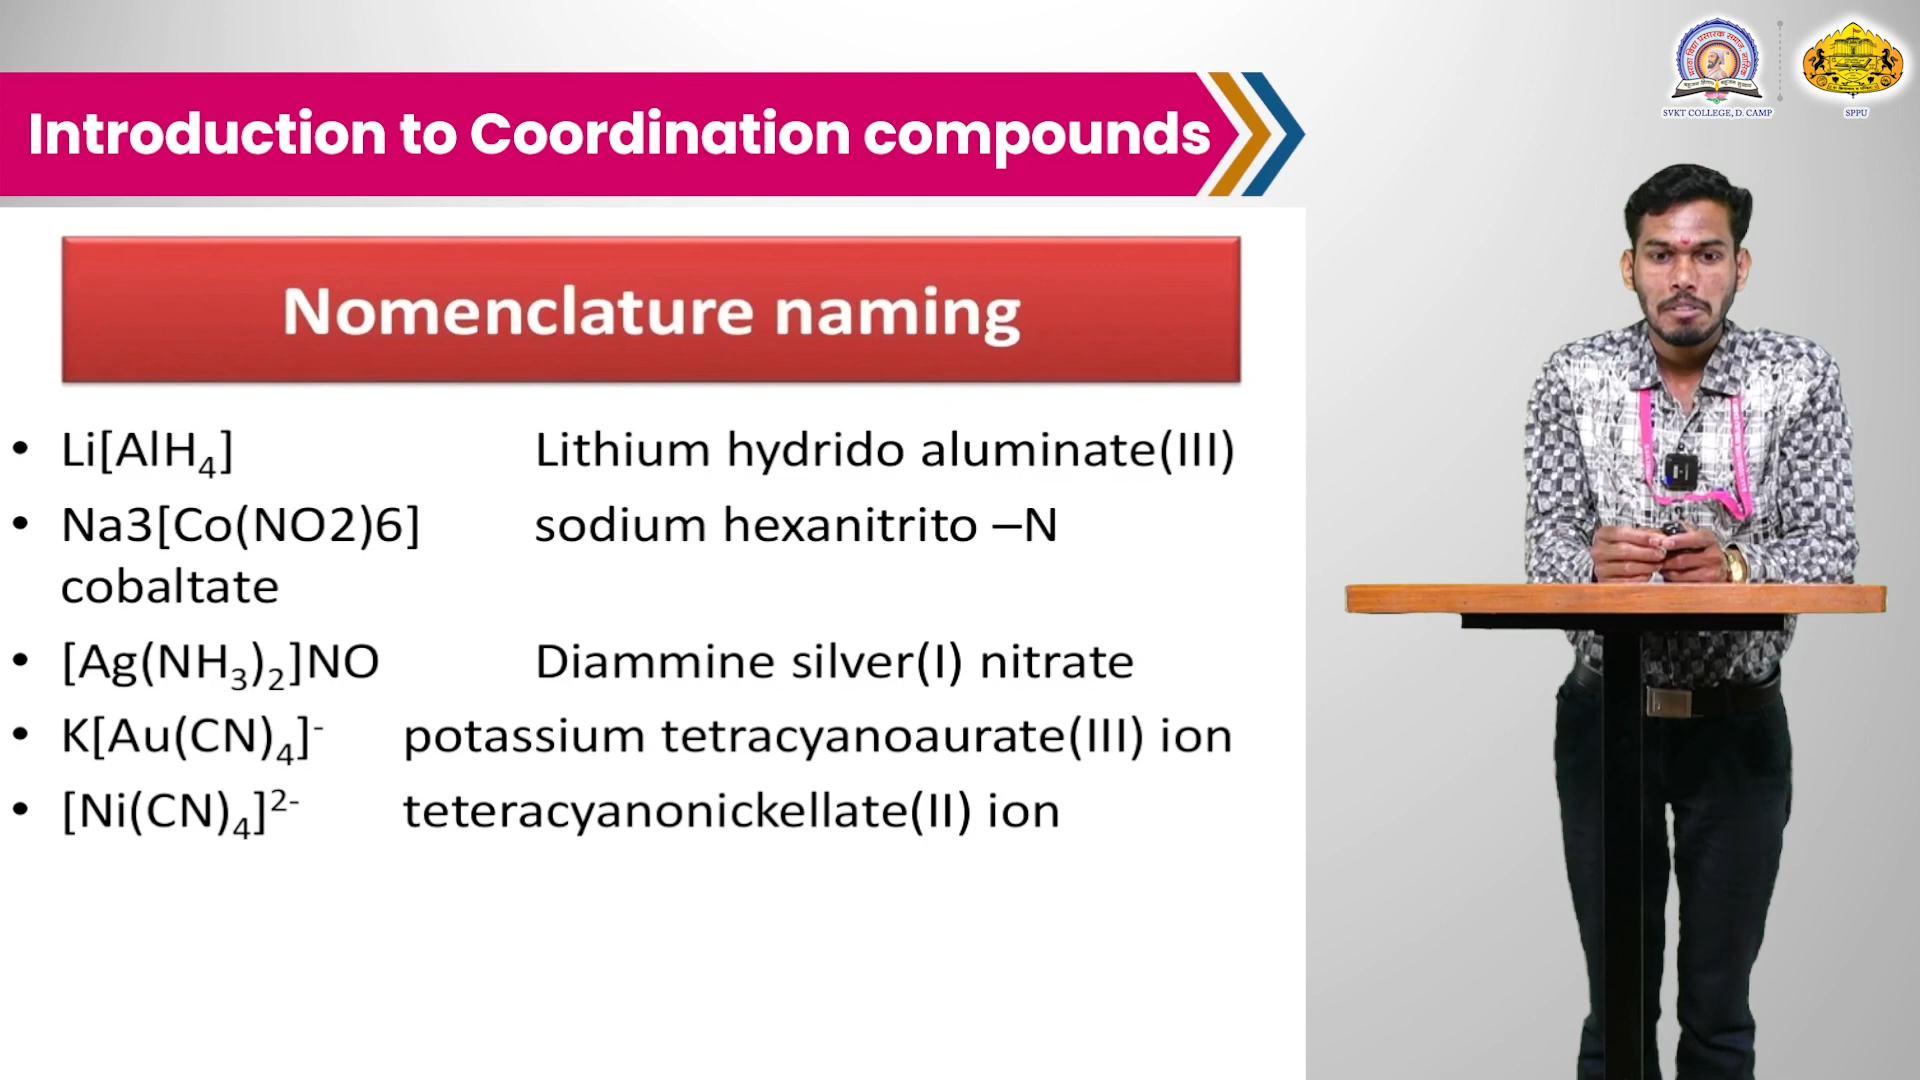 SVKT COLLEGE, D. CAMP
SPPU
Introduction to Coordination compounds
Nomenclature naming
• Li[AlH₄] Lithium hydrido aluminate(III)
• Na3[Co(NO2)6] sodium hexanitrito –N
cobaltate
• [Ag(NH₃)₂]NO Diammine silver(I) nitrate
• K[Au(CN)₄]⁻ potassium tetracyanoaurate(III) ion
• [Ni(CN)₄]²⁻ teteracyanonickellate(II) ion